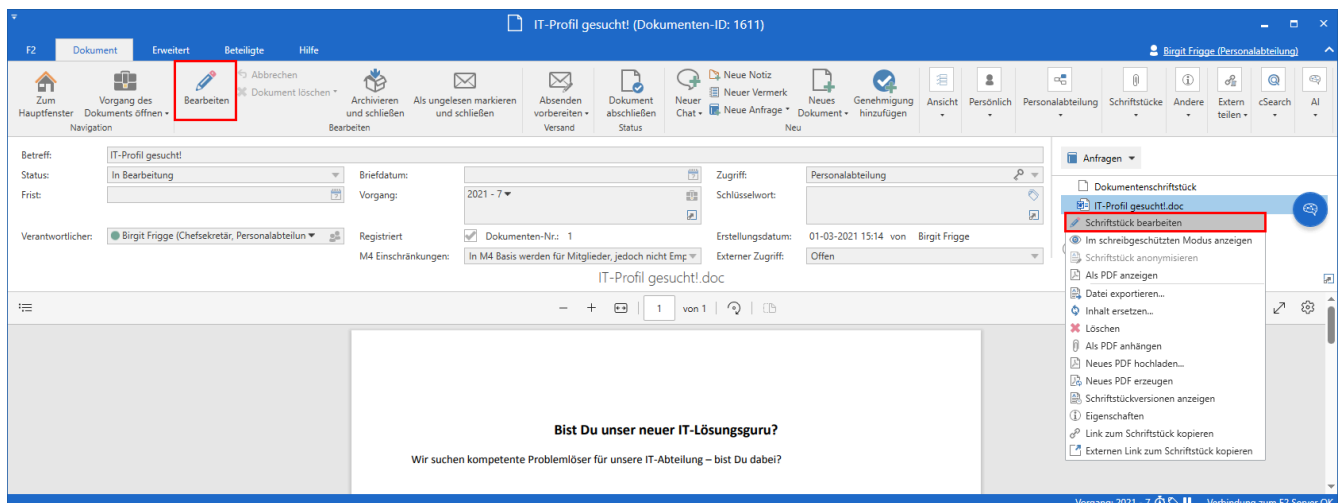 IT-Profil gesucht! (Dokumenten-ID: 1611)
F2 Dokument Erweitert Beteiligte Hilfe
Birgit Frigge (Personalabteilung)
Zum Hauptfenster
Vorgang des Dokuments öffnen
Navigation
Bearbeiten
Abbrechen
Dokument löschen
Archivieren und schließen
Als ungelesen markieren und schließen
Bearbeiten
Absenden vorbereiten
Versand
Dokument abschließen
Status
Neuer Chat
Neue Notiz
Neuer Vermerk
Neue Anfrage
Neues Dokument
Genehmigung hinzufügen
Neu
Ansicht
Persönlich
Personalabteilung
Schriftstücke
Andere
Extern teilen
cSearch
AI
Betreff: IT-Profil gesucht!
Status: In Bearbeitung Briefdatum: Zugriff: Personalabteilung
Frist: Vorgang: 2021 - 7 Schlüsselwort:
Verantwortlicher: Birgit Frigge (Chefsekretär, Personalabteilun Registriert Dokumenten-Nr.: 1 Erstellungsdatum: 01-03-2021 15:14 von Birgit Frigge
M4 Einschränkungen: In M4 Basis werden für Mitglieder, jedoch nicht Emp Externer Zugriff: Offen
Anfragen
Dokumentenschriftstück
IT-Profil gesucht!.doc
Schriftstück bearbeiten
Im schreibgeschützten Modus anzeigen
Schriftstück anonymisieren
Als PDF anzeigen
Datei exportieren...
Inhalt ersetzen...
Löschen
Als PDF anhängen
Neues PDF hochladen...
Neues PDF erzeugen
Schriftstückversionen anzeigen
Eigenschaften
Link zum Schriftstück kopieren
Externen Link zum Schriftstück kopieren
IT-Profil gesucht!.doc
1 von 1
Bist Du unser neuer IT-Lösungsguru?
Wir suchen kompetente Problemlöser für unsere IT-Abteilung – bist Du dabei?
Vorgang: 2021 - 7 Verbindung zum F2 Server OK